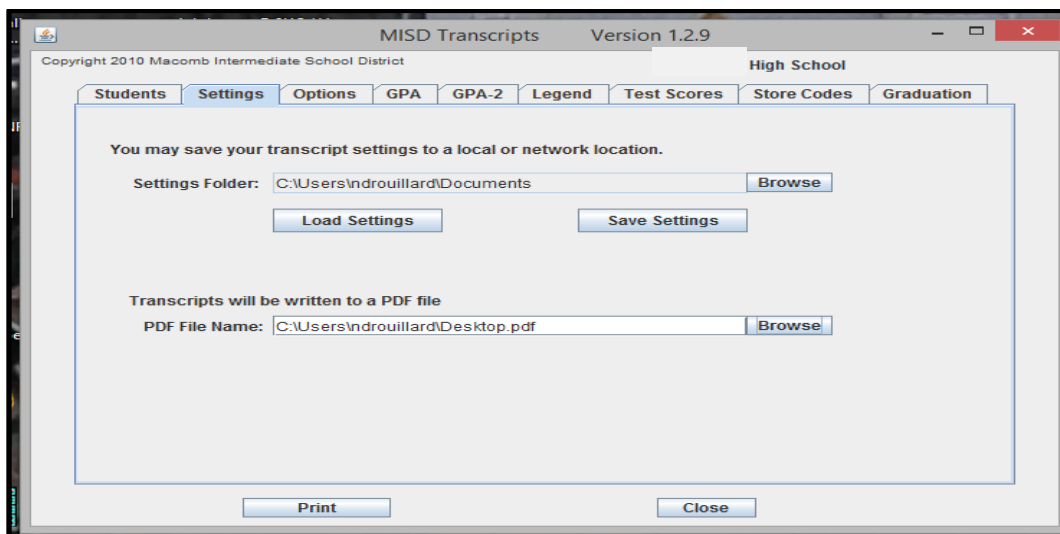 MISD Transcripts Version 1.2.9
Copyright 2010 Macomb Intermediate School District
High School
Students Settings Options GPA GPA-2 Legend Test Scores Store Codes Graduation
You may save your transcript settings to a local or network location.
Settings Folder: C:\Users\ndrouillard\Documents Browse
Load Settings Save Settings
Transcripts will be written to a PDF file
PDF File Name: C:\Users\ndrouillard\Desktop.pdf Browse
Print Close